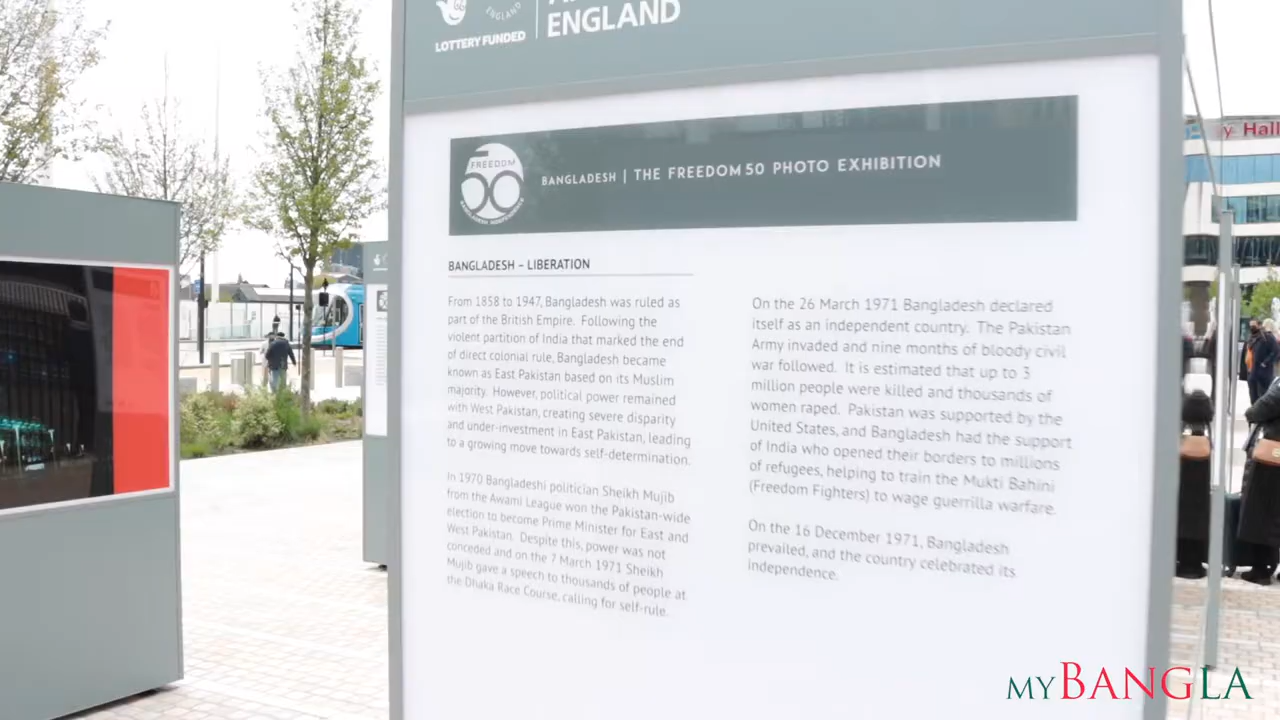 ENGLAND
LOTTERY FUNDED
ENGLAND
FREEDOM
50
BANGLADESH INDEPENDENCE
BANGLADESH | THE FREEDOM 50 PHOTO EXHIBITION
BANGLADESH – LIBERATION
From 1858 to 1947, Bangladesh was ruled as
part of the British Empire. Following the
violent partition of India that marked the end
of direct colonial rule, Bangladesh became
known as East Pakistan based on its Muslim
majority. However, political power remained
with West Pakistan, creating severe disparity
and under-investment in East Pakistan, leading
to a growing move towards self-determination.
In 1970 Bangladeshi politician Sheikh Mujib
from the Awami League won the Pakistan-wide
election to become Prime Minister for East and
West Pakistan. Despite this, power was not
conceded and on the 7 March 1971 Sheikh
Mujib gave a speech to thousands of people at
the Dhaka Race Course, calling for self-rule.
On the 26 March 1971 Bangladesh declared
itself as an independent country. The Pakistan
Army invaded and nine months of bloody civil
war followed. It is estimated that up to 3
million people were killed and thousands of
women raped. Pakistan was supported by the
United States, and Bangladesh had the support
of India who opened their borders to millions
of refugees, helping to train the Mukti Bahini
(Freedom Fighters) to wage guerrilla warfare.
On the 16 December 1971, Bangladesh
prevailed, and the country celebrated its
independence.
MYBANGLA